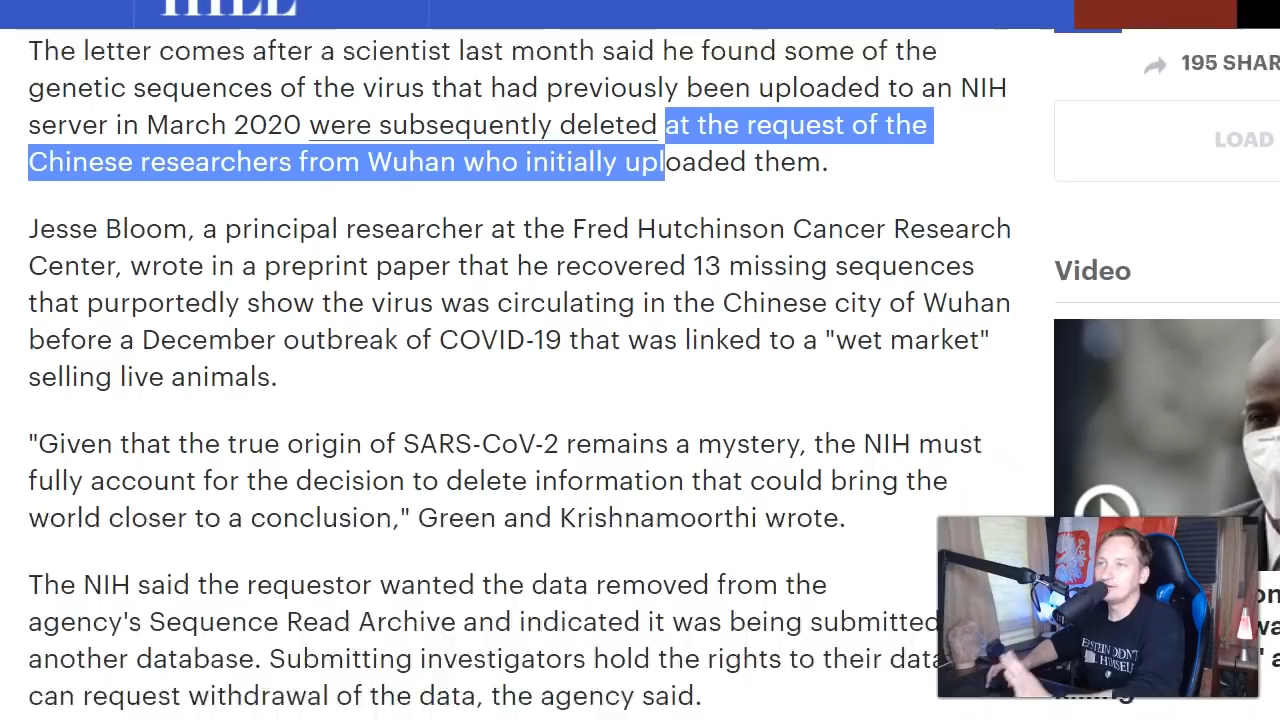 HILL
The letter comes after a scientist last month said he found some of the
genetic sequences of the virus that had previously been uploaded to an NIH
server in March 2020 were subsequently deleted at the request of the
Chinese researchers from Wuhan who initially uploaded them.
Jesse Bloom, a principal researcher at the Fred Hutchinson Cancer Research
Center, wrote in a preprint paper that he recovered 13 missing sequences
that purportedly show the virus was circulating in the Chinese city of Wuhan
before a December outbreak of COVID-19 that was linked to a "wet market"
selling live animals.
"Given that the true origin of SARS-CoV-2 remains a mystery, the NIH must
fully account for the decision to delete information that could bring the
world closer to a conclusion," Green and Krishnamoorthi wrote.
The NIH said the requestor wanted the data removed from the
agency's Sequence Read Archive and indicated it was being submitted
another database. Submitting investigators hold the rights to their data
can request withdrawal of the data, the agency said.
195 SHAR
LOAD
Video
EPSTEIN DIDN'T
HIMSELF